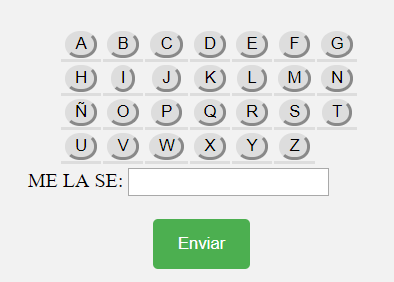 A B C D E F G
H I J K L M N
Ñ O P Q R S T
U V W X Y Z
ME LA SE:
Enviar